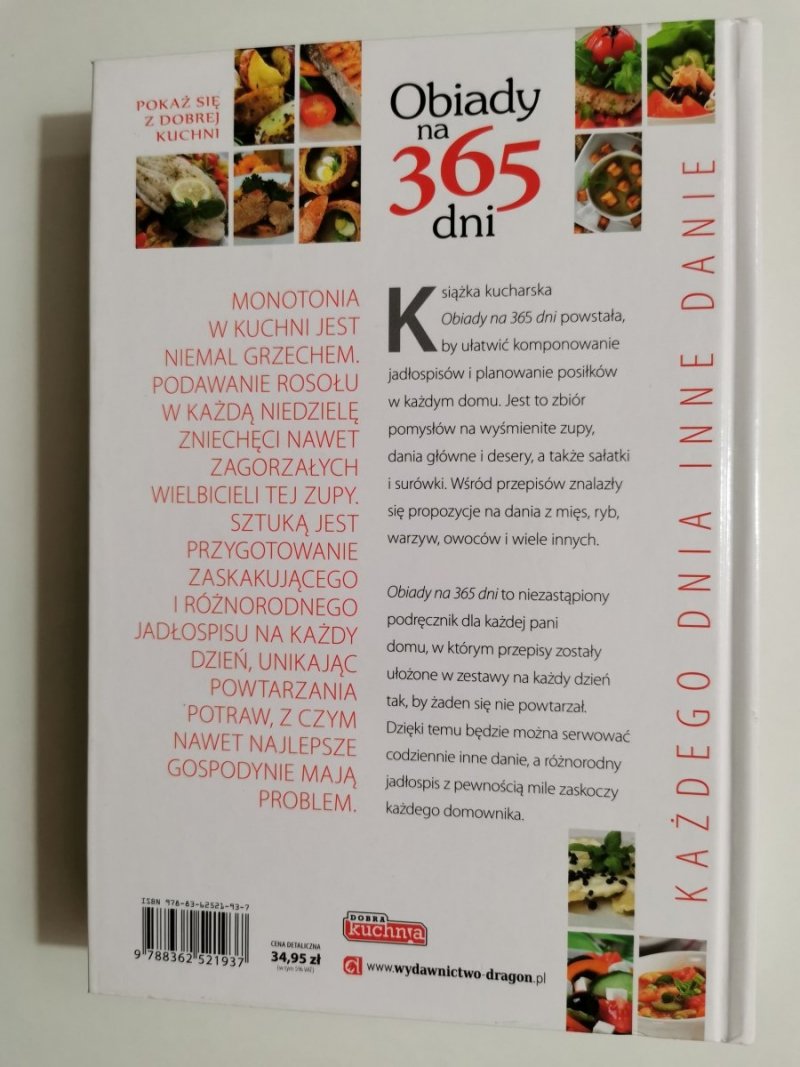 POKAŻ SIĘ
Z DOBREJ
KUCHNI
Obiady
na
365
dni
MONOTONIA
W KUCHNI JEST
NIEMAL GRZECHEM.
PODAWANIE ROSOŁU
W KAŻDĄ NIEDZIELĘ
ZNIECHĘCI NAWET
ZAGORZAŁYCH
WIELBICIELI TEJ ZUPY.
SZTUKĄ JEST
PRZYGOTOWANIE
ZASKAKUJĄCEGO
I RÓŻNORODNEGO
JADŁOSPISU NA KAŻDY
DZIEŃ, UNIKAJĄC
POWTARZANIA
POTRAW, Z CZYM
NAWET NAJLEPSZE
GOSPODYNIE MAJĄ
PROBLEM.
Książka kucharska
Obiady na 365 dni powstała,
by ułatwić komponowanie
jadłospisów i planowanie posiłków
w każdym domu. Jest to zbiór
pomysłów na wyśmienite zupy,
dania główne i desery, a także sałatki
i surówki. Wśród przepisów znalazły
się propozycje na dania z mięs, ryb,
warzyw, owoców i wiele innych.
Obiady na 365 dni to niezastąpiony
podręcznik dla każdej pani
domu, w którym przepisy zostały
ułożone w zestawy na każdy dzień
tak, by żaden się nie powtarzał.
Dzięki temu będzie można serwować
codziennie inne danie, a różnorodny
jadłospis z pewnością mile zaskoczy
każdego domownika.
KAŻDEGO DNIA INNE DANIE
ISBN 978-83-62521-93-7
9 788362 521937
CENA DETALICZNA
34,95 zł
(w tym 5% VAT)
DOBRA
kuchnia
www.wydawnictwo-dragon.pl